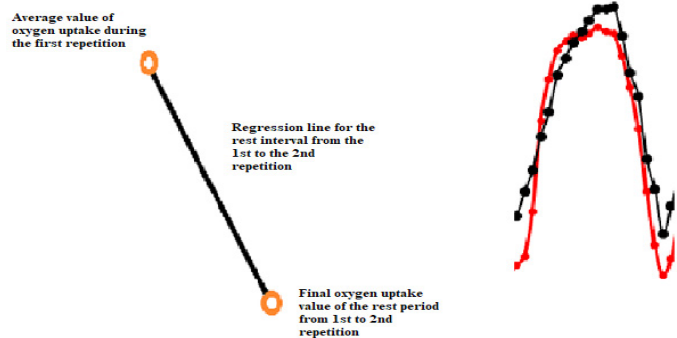 Average value of
oxygen uptake during
the first repetition
Regression line for the
rest interval from the
1st to the 2nd
repetition
Final oxygen uptake
value of the rest period
from 1st to 2nd
repetition